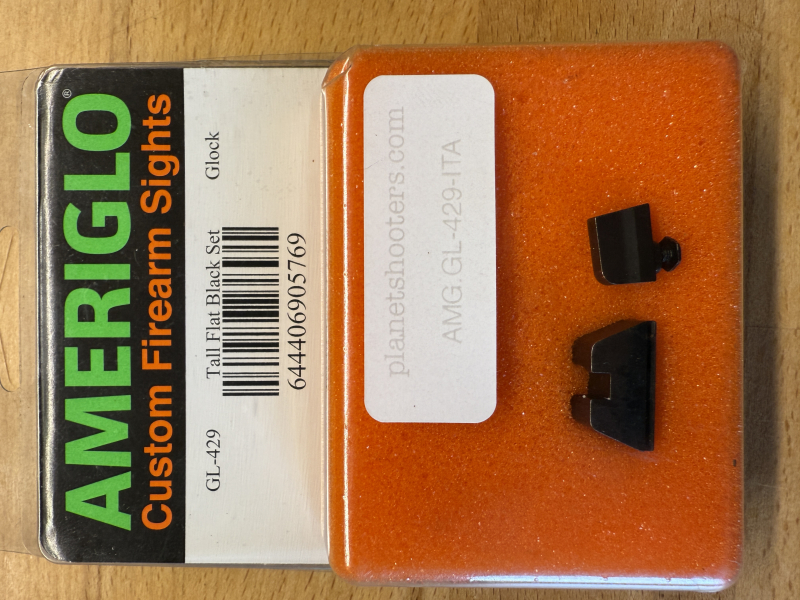 AMERIGLO®
Custom Firearm Sights
GL-429 Tall Flat Black Set Glock
644406905769
planetshooters.com
AMG.GL-429-ITA